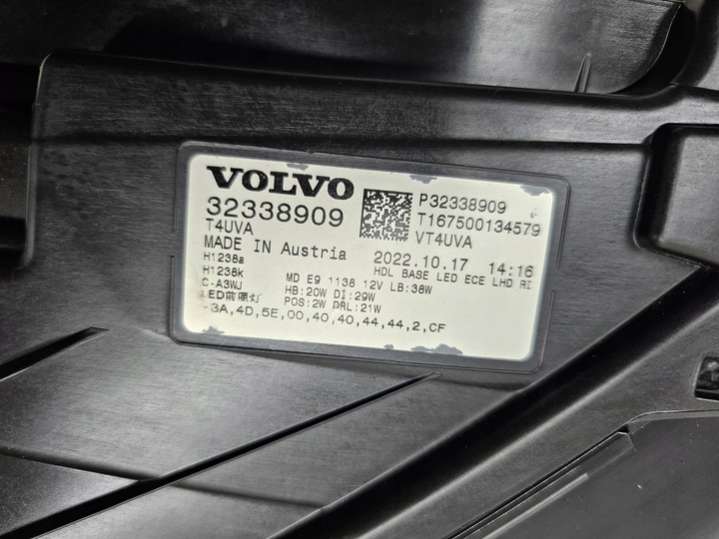 VOLVO
32338909
T4UVA
MADE IN Austria
P32338909
T167500134579
VT4UVA
2022.10.17 14:16
HDL BASE LED ECE LHD RI
H1238a
H1238k
C-A3WJ
ED前照灯
MD E9 1138 12V LB:38W
HB:20W DI:29W
POS:2W DRL:21W
-3A,4D,5E,00,40,40,44,44,2,CF